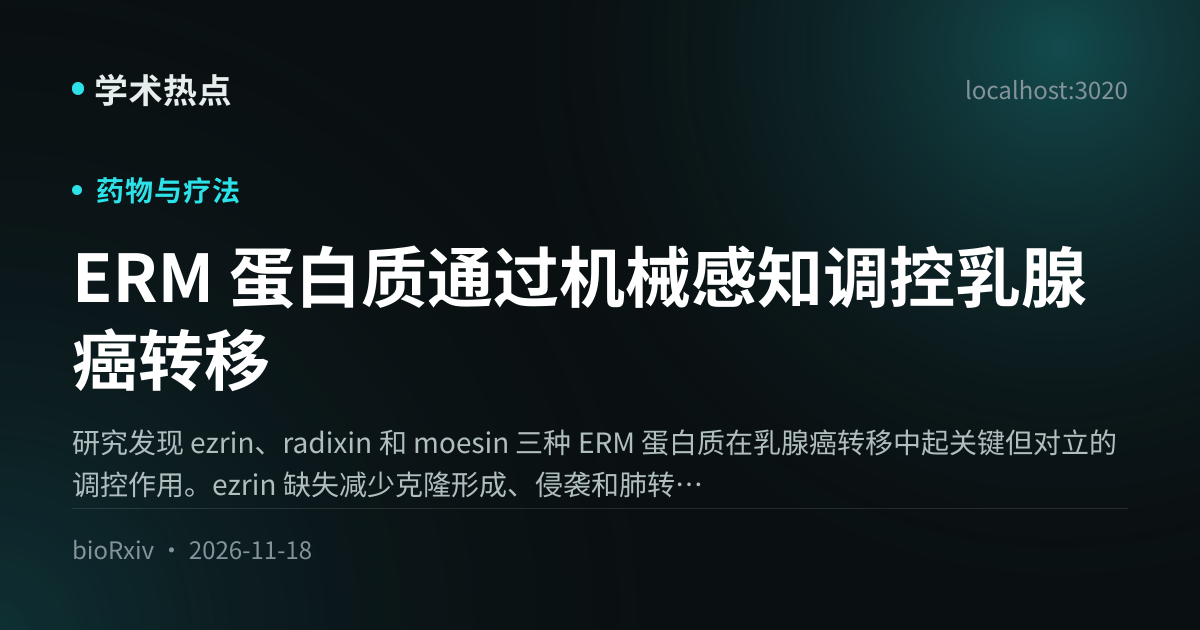 学术热点
localhost:3020
药物与疗法
ERM 蛋白质通过机械感知调控乳腺
癌转移
研究发现 ezrin、radixin 和 moesin 三种 ERM 蛋白质在乳腺癌转移中起关键但对立的
调控作用。ezrin 缺失减少克隆形成、侵袭和肺转…
bioRxiv • 2026-11-18